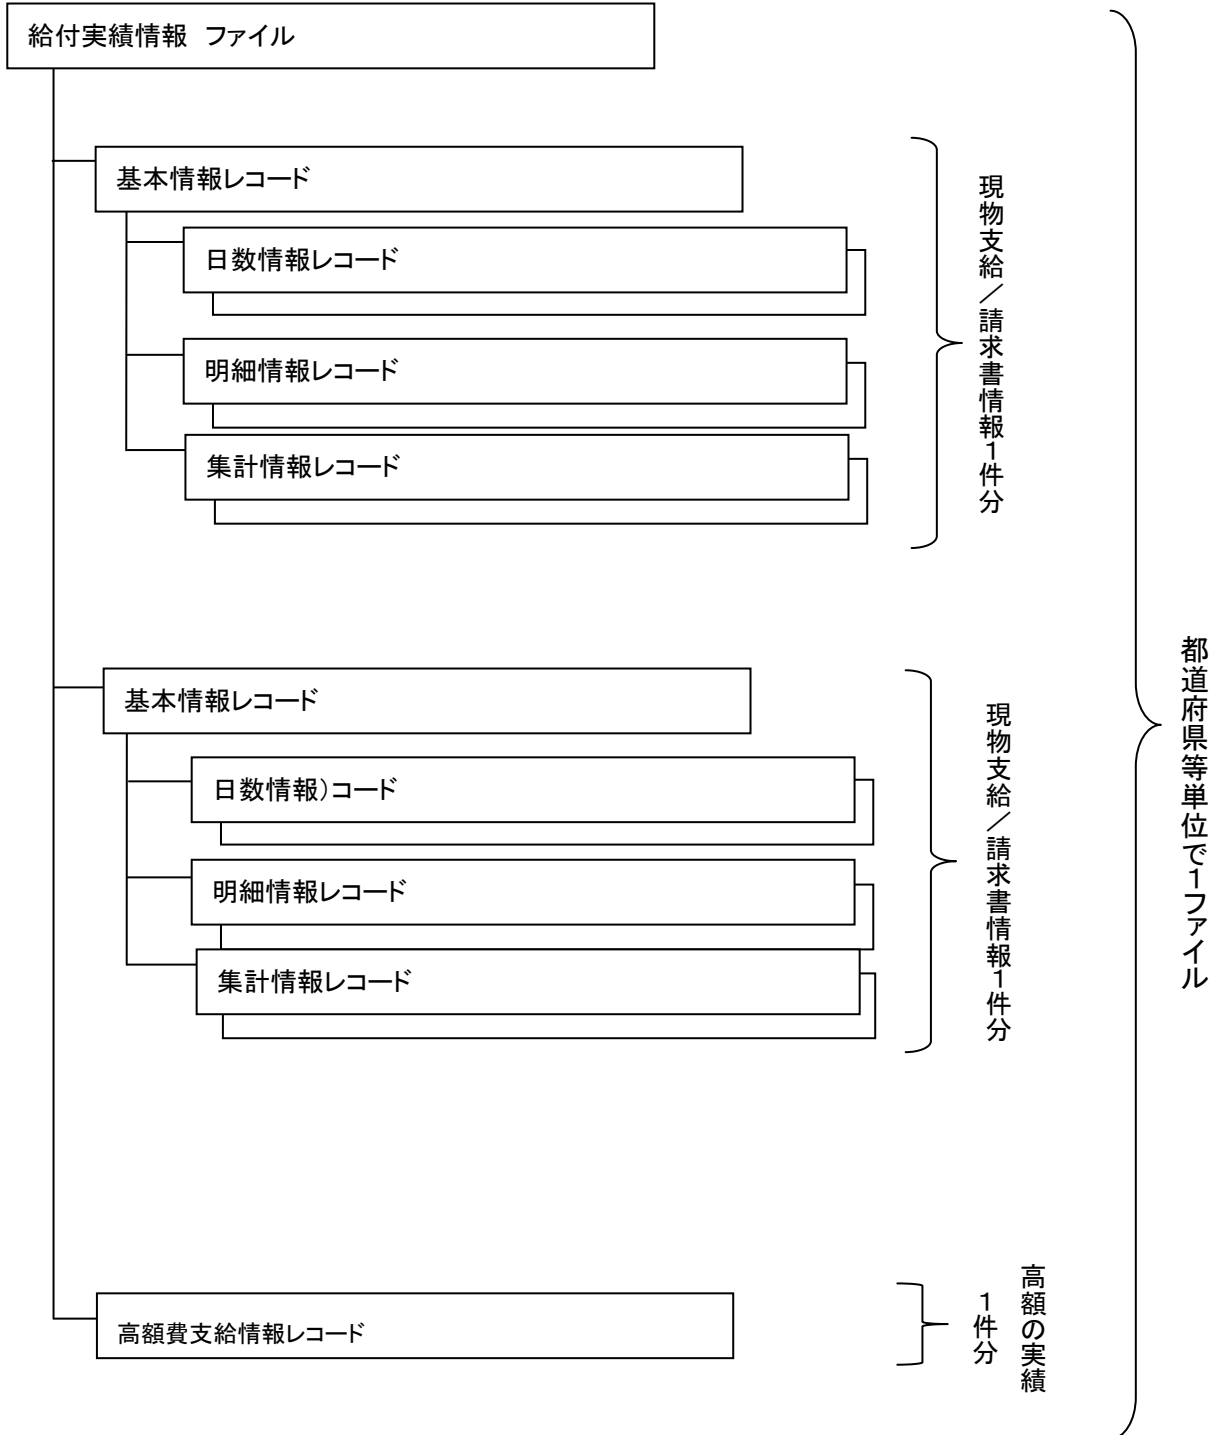 給付実績情報　ファイル
基本情報レコード
日数情報レコード
明細情報レコード
集計情報レコード
現物支給／請求書情報１件分
基本情報レコード
日数情報）コード
明細情報レコード
集計情報レコード
現物支給／請求書情報１件分
高額費支給情報レコード
高額の実績
１件分
都道府県等単位で１ファイル